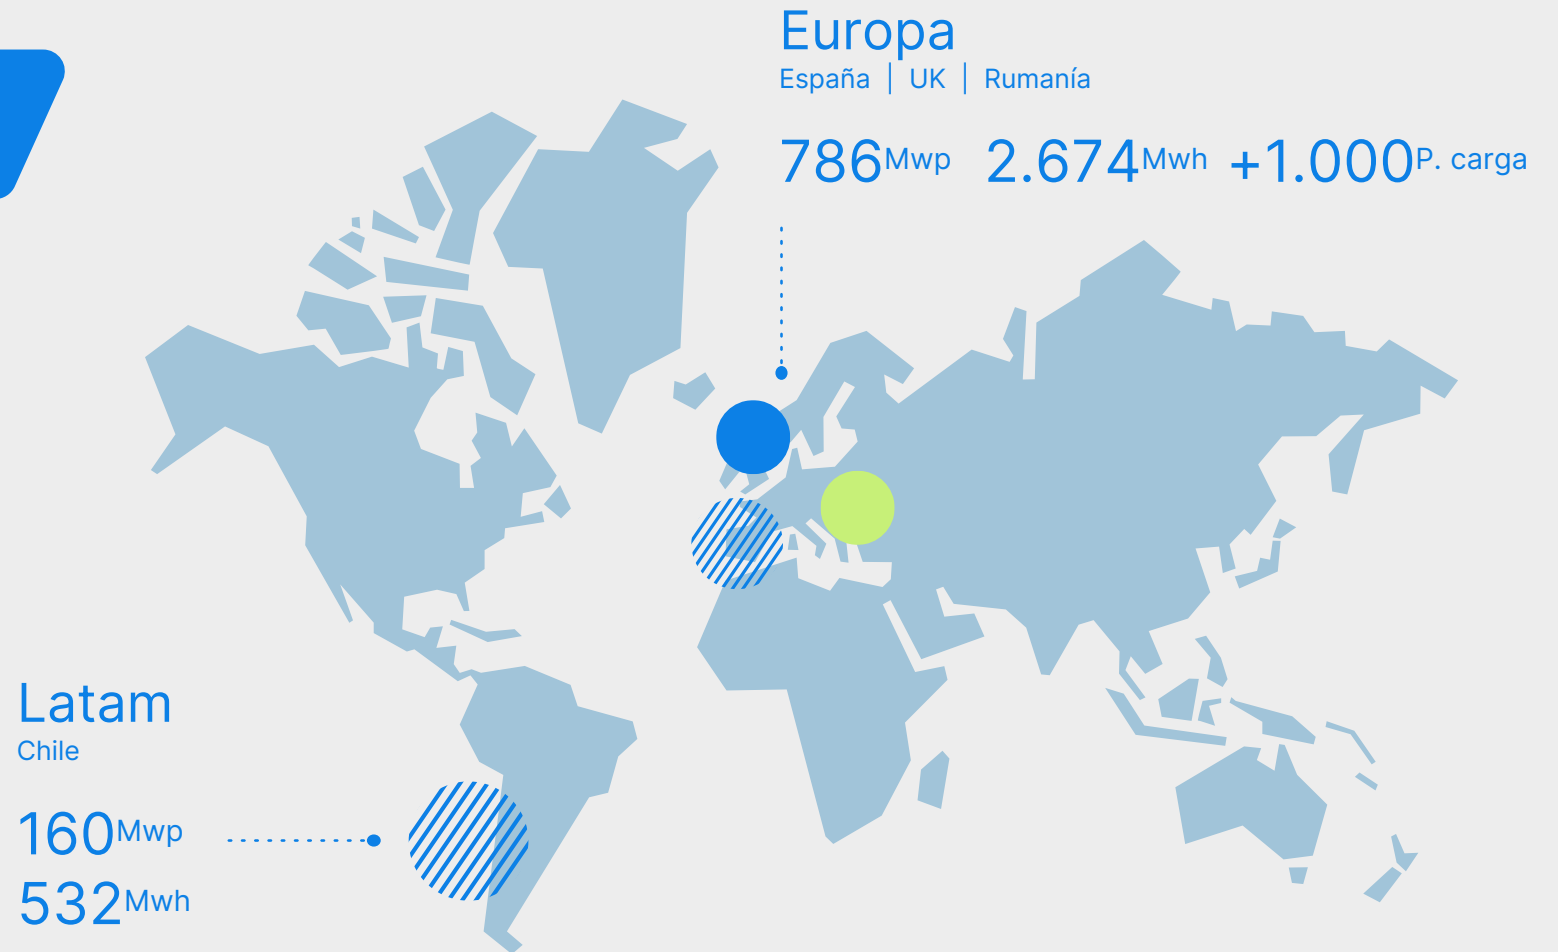 Europa
España | UK | Rumanía
786Mwp 2.674Mwh +1.000P. carga
Latam
Chile
160Mwp
532Mwh